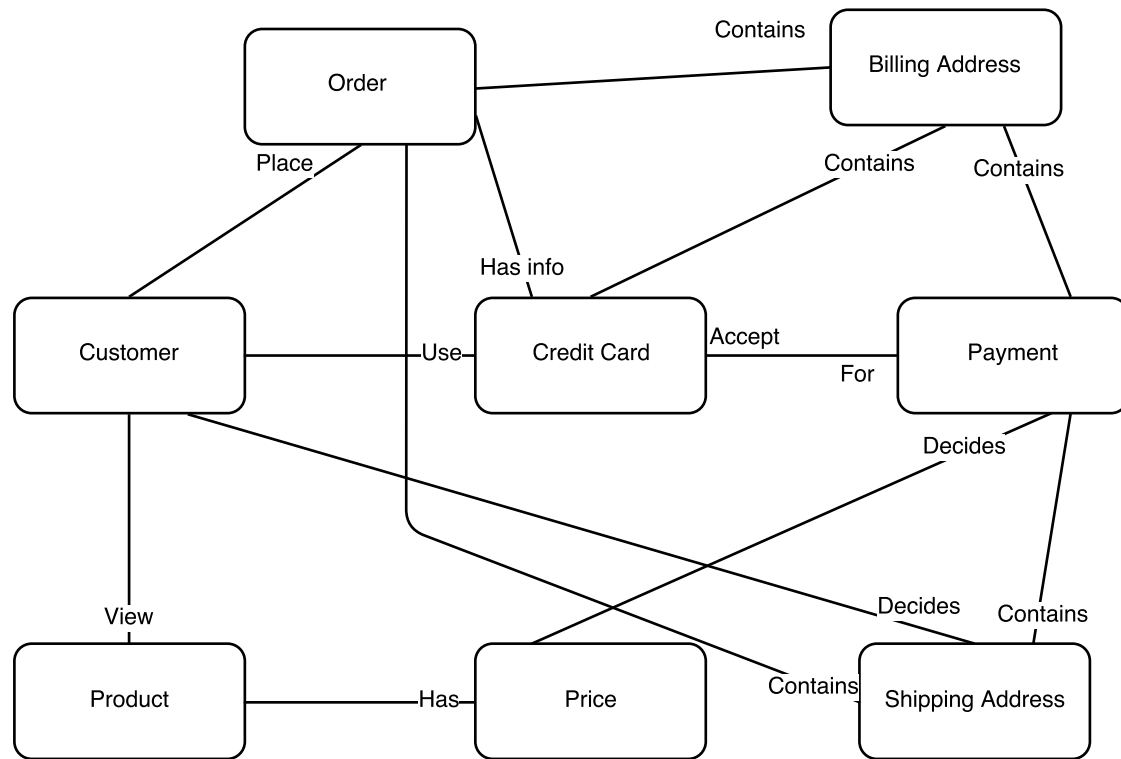 Contains
Billing Address
Order
Place
Contains
Contains
Has info
Customer
Use
Credit Card
Accept
For
Payment
Decides
View
Decides
Contains
Product
Has
Price
Contains
Shipping Address